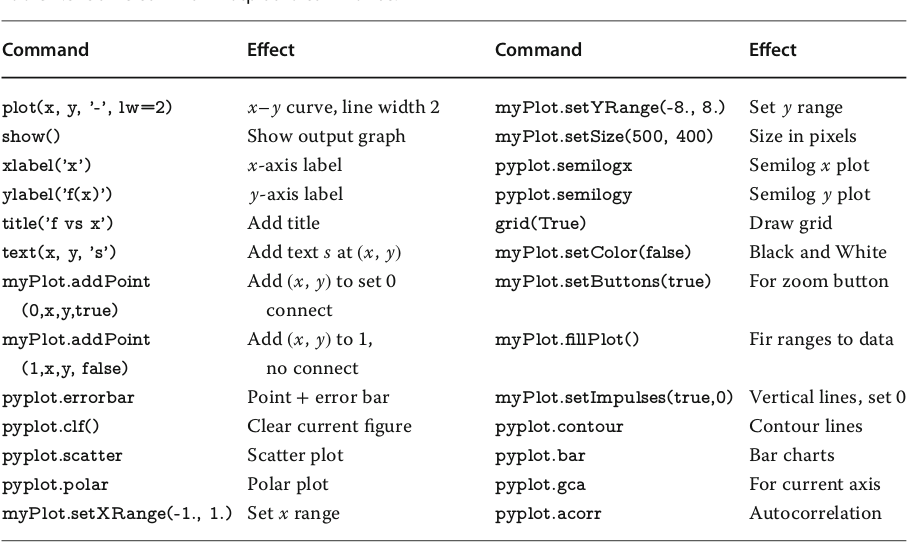 Command Effect Command Effect
plot(x, y, '-', lw=2) x–y curve, line width 2 myPlot.setYRange(-8., 8.) Set y range
show() Show output graph myPlot.setSize(500, 400) Size in pixels
xlabel('x') x-axis label pyplot.semilogx Semilog x plot
ylabel('f(x)') y-axis label pyplot.semilogy Semilog y plot
title('f vs x') Add title grid(True) Draw grid
text(x, y, 's') Add text s at (x, y) myPlot.setColor(false) Black and White
myPlot.addPoint Add (x, y) to set 0 myPlot.setButtons(true) For zoom button
(0,x,y,true) connect
myPlot.addPoint Add (x, y) to 1, myPlot.fillPlot() Fir ranges to data
(1,x,y, false) no connect
pyplot.errorbar Point + error bar myPlot.setImpulses(true,0) Vertical lines, set 0
pyplot.clf() Clear current figure pyplot.contour Contour lines
pyplot.scatter Scatter plot pyplot.bar Bar charts
pyplot.polar Polar plot pyplot.gca For current axis
myPlot.setXRange(-1., 1.) Set x range pyplot.acorr Autocorrelation